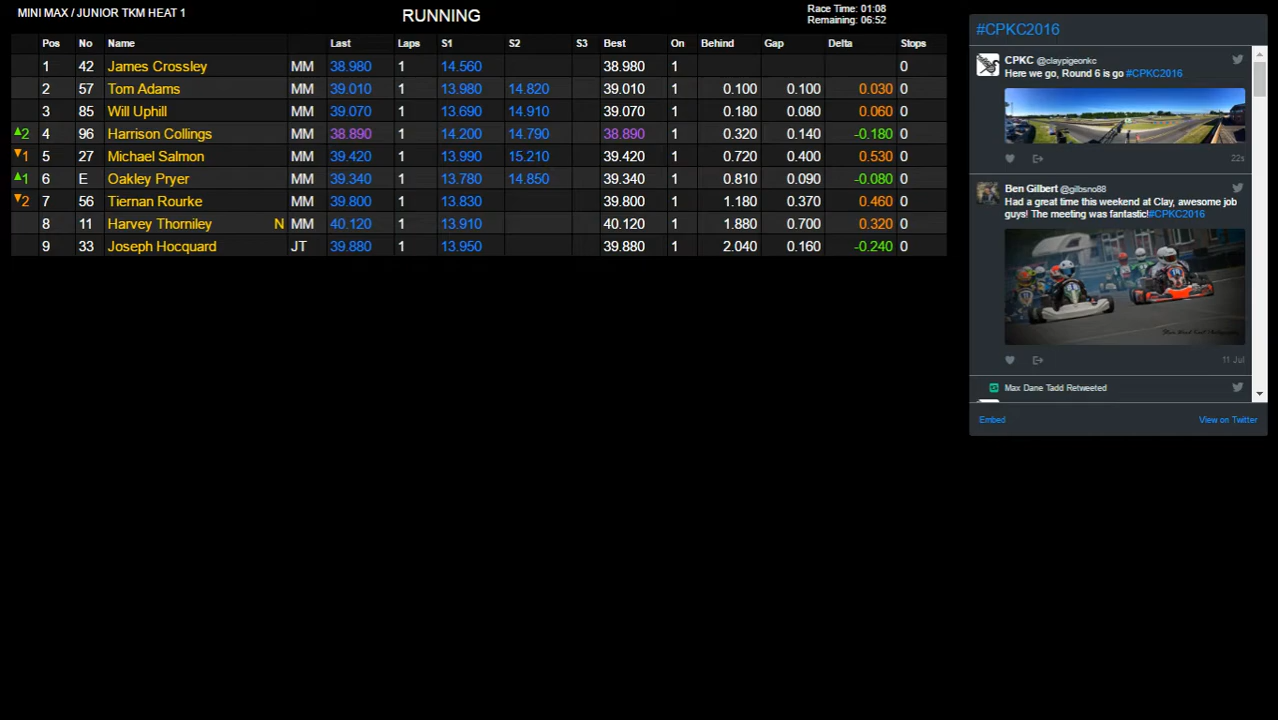 MINI MAX / JUNIOR TKM HEAT 1
RUNNING
Race Time: 01:08
Remaining: 06:52
Pos No Name Last Laps S1 S2 S3 Best On Behind Gap Delta Stops
1 42 James Crossley MM 38.980 1 14.560 38.980 1 0
2 57 Tom Adams MM 39.010 1 13.980 14.820 39.010 1 0.100 0.100 0.030 0
3 85 Will Uphill MM 39.070 1 13.690 14.910 39.070 1 0.180 0.080 0.060 0
▲2 4 96 Harrison Collings MM 38.890 1 14.200 14.790 38.890 1 0.320 0.140 -0.180 0
▼1 5 27 Michael Salmon MM 39.420 1 13.990 15.210 39.420 1 0.720 0.400 0.530 0
▲1 6 E Oakley Pryer MM 39.340 1 13.780 14.850 39.340 1 0.810 0.090 -0.080 0
▼2 7 56 Tiernan Rourke MM 39.800 1 13.830 39.800 1 1.180 0.370 0.460 0
8 11 Harvey Thorniley N MM 40.120 1 13.910 40.120 1 1.880 0.700 0.320 0
9 33 Joseph Hocquard JT 39.880 1 13.950 39.880 1 2.040 0.160 -0.240 0
#CPKC2016
CPKC @claypigeonkc
Here we go, Round 6 is go #CPKC2016
22s
Ben Gilbert @gilbsno88
Had a great time this weekend at Clay, awesome job
guys! The meeting was fantastic!#CPKC2016
11 Jul
Max Dane Tadd Retweeted
Embed
View on Twitter